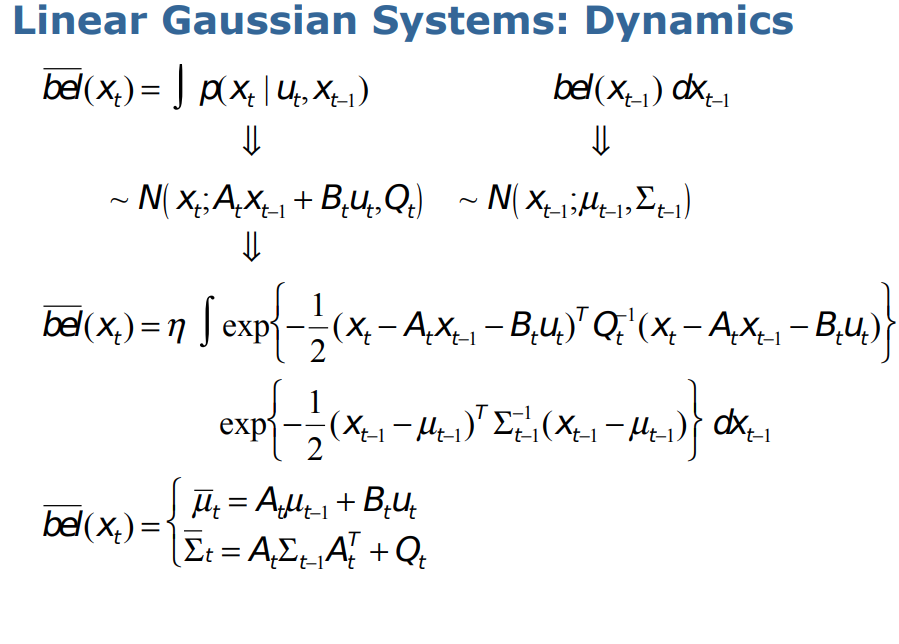 Linear Gaussian Systems: Dynamics
$\overline{bel}(x_t) = \int p(x_t \mid u_t, x_{t-1}) \qquad bel(x_{t-1})\, dx_{t-1}$
$\Downarrow \qquad \Downarrow$
$\sim N(x_t; A_t x_{t-1} + B_t u_t, Q_t) \quad \sim N(x_{t-1}; \mu_{t-1}, \Sigma_{t-1})$
$\Downarrow$
$\overline{bel}(x_t) = \eta \int \exp\left\{-\frac{1}{2}(x_t - A_t x_{t-1} - B_t u_t)^T Q_t^{-1}(x_t - A_t x_{t-1} - B_t u_t)\right\}$
$\exp\left\{-\frac{1}{2}(x_{t-1} - \mu_{t-1})^T \Sigma_{t-1}^{-1}(x_{t-1} - \mu_{t-1})\right\} dx_{t-1}$
$\overline{bel}(x_t) = \begin{cases} \overline{\mu}_t = A_t \mu_{t-1} + B_t u_t \\ \overline{\Sigma}_t = A_t \Sigma_{t-1} A_t^T + Q_t \end{cases}$